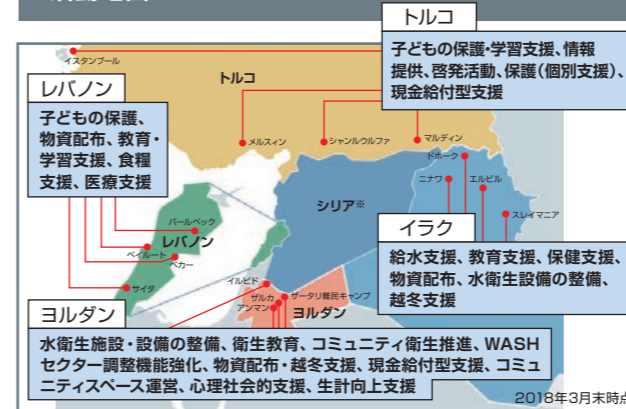 トルコ
子どもの保護・学習支援、情報
提供、啓発活動、保護（個別支援）、
現金給付型支援
イスタンブール
トルコ
メルスィン
シャンルウルファ
マルディン
レバノン
子どもの保護、
物資配布、教育・
学習支援、食糧
支援、医療支援
ドホーク
ニナワ
エルビル
スレイマニア
シリア※
バールベック
レバノン
ベイルート
ベカー
サイダ
イラク
給水支援、教育支援、保健支援、
物資配布、水衛生設備の整備、
越冬支援
イルビド
ザルカ
ザータリ難民キャンプ
アンマン
ヨルダン
ヨルダン
水衛生施設・設備の整備、衛生教育、コミュニティ衛生推進、WASH
セクター調整機能強化、物資配布・越冬支援、現金給付型支援、コミュ
ニティスペース運営、心理社会的支援、生計向上支援
2018年3月末時点